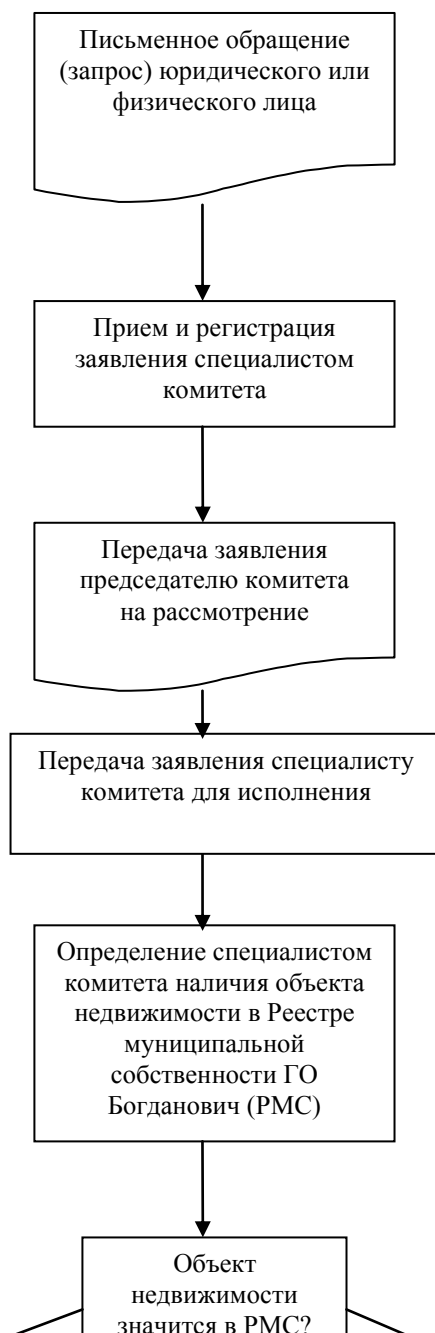 Письменное обращение
(запрос) юридического или
физического лица
Прием и регистрация
заявления специалистом
комитета
Передача заявления
председателю комитета
на рассмотрение
Передача заявления специалисту
комитета для исполнения
Определение специалистом
комитета наличия объекта
недвижимости в Реестре
муниципальной
собственности ГО
Богданович (РМС)
Объект
недвижимости
значится в РМС?